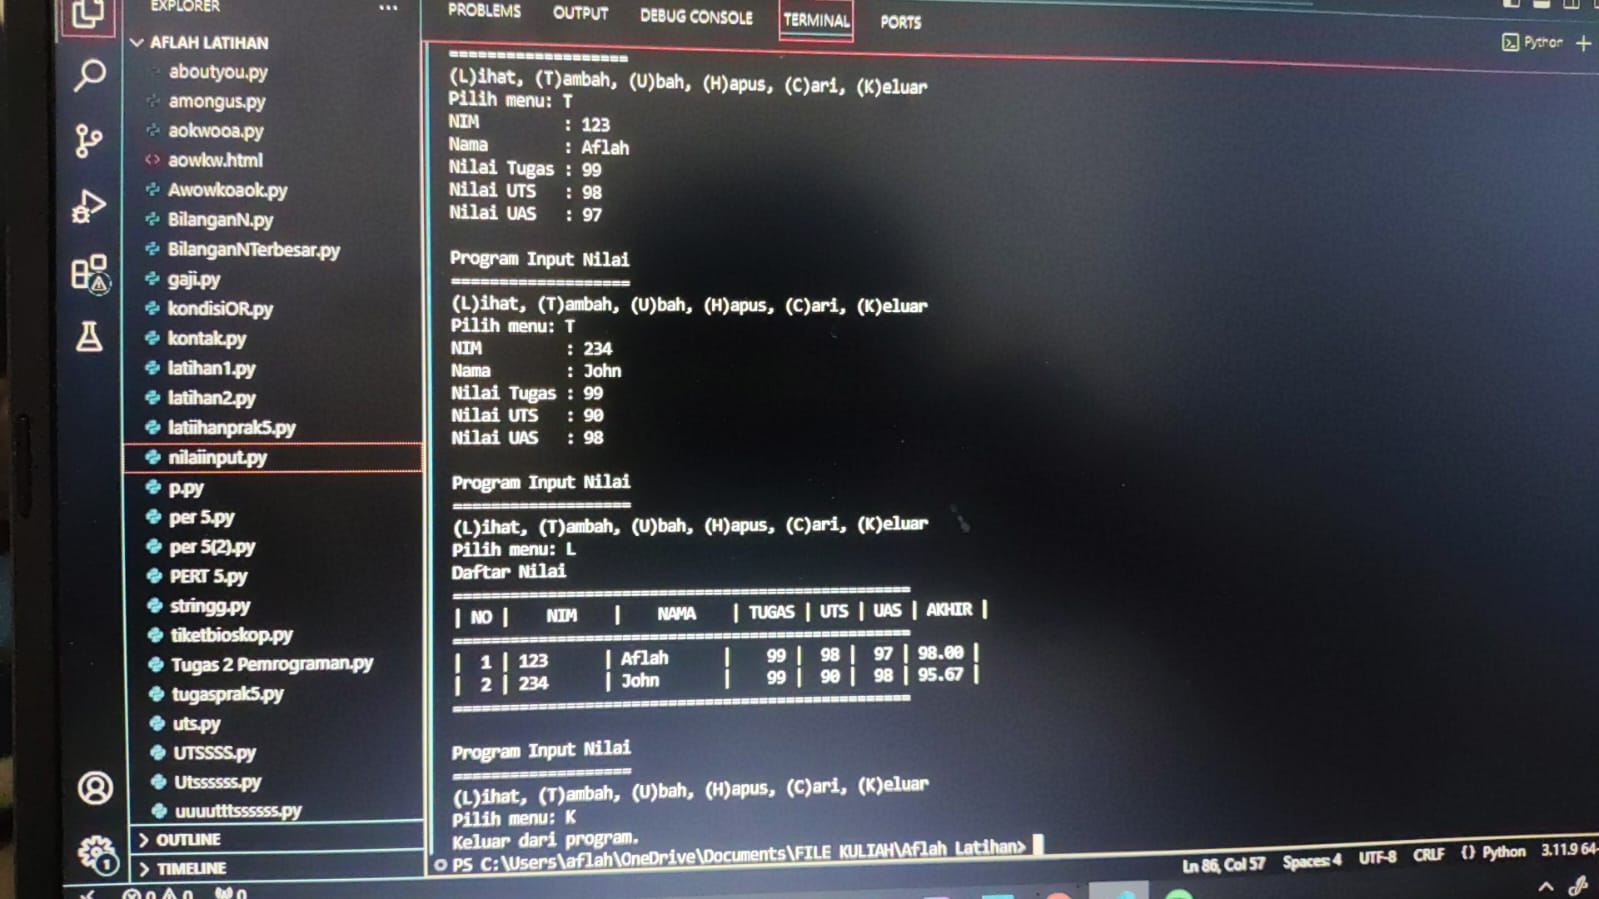 EXPLORER
AFLAH LATIHAN
aboutyou.py
amongus.py
aokwooa.py
aowkw.html
Awowkoaok.py
BilanganN.py
BilanganNTerbesar.py
gaji.py
kondisiOR.py
kontak.py
latihan1.py
latihan2.py
latiihanprak5.py
nilaiinput.py
p.py
per 5.py
per 5(2).py
PERT 5.py
stringg.py
tiketbioskop.py
Tugas 2 Pemrograman.py
tugasprak5.py
uts.py
UTSSSS.py
Utssssss.py
uuuutttssssss.py
OUTLINE
TIMELINE
PROBLEMS OUTPUT DEBUG CONSOLE TERMINAL PORTS
Python
===================
(L)ihat, (T)ambah, (U)bah, (H)apus, (C)ari, (K)eluar
Pilih menu: T
NIM : 123
Nama : Aflah
Nilai Tugas : 99
Nilai UTS : 98
Nilai UAS : 97
Program Input Nilai
===================
(L)ihat, (T)ambah, (U)bah, (H)apus, (C)ari, (K)eluar
Pilih menu: T
NIM : 234
Nama : John
Nilai Tugas : 99
Nilai UTS : 90
Nilai UAS : 98
Program Input Nilai
===================
(L)ihat, (T)ambah, (U)bah, (H)apus, (C)ari, (K)eluar
Pilih menu: L
Daftar Nilai
==================================================
| NO | NIM | NAMA | TUGAS | UTS | UAS | AKHIR |
==================================================
| 1 | 123 | Aflah | 99 | 98 | 97 | 98.00 |
| 2 | 234 | John | 99 | 90 | 98 | 95.67 |
==================================================
Program Input Nilai
===================
(L)ihat, (T)ambah, (U)bah, (H)apus, (C)ari, (K)eluar
Pilih menu: K
Keluar dari program.
PS C:\Users\aflah\OneDrive\Documents\FILE KULIAH\Aflah Latihan>
Ln 86, Col 57 Spaces: 4 UTF-8 CRLF {} Python 3.11.9 64-
0 0 0
1